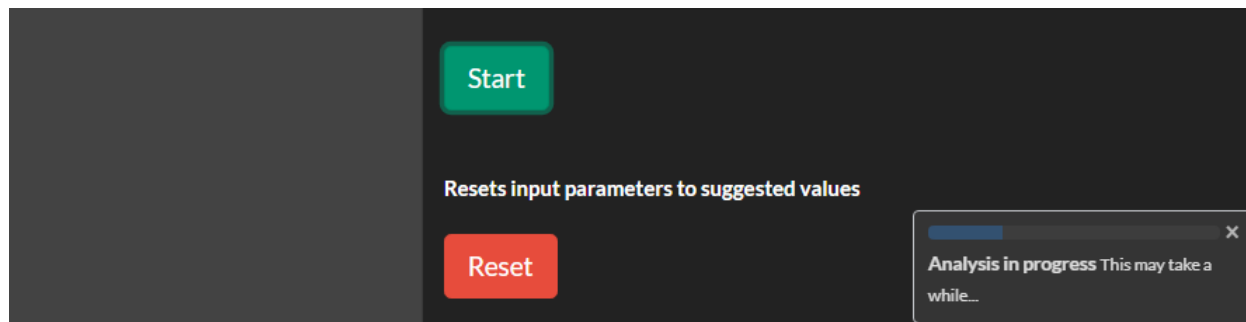 Start
Resets input parameters to suggested values
Reset
Analysis in progress This may take a
while...